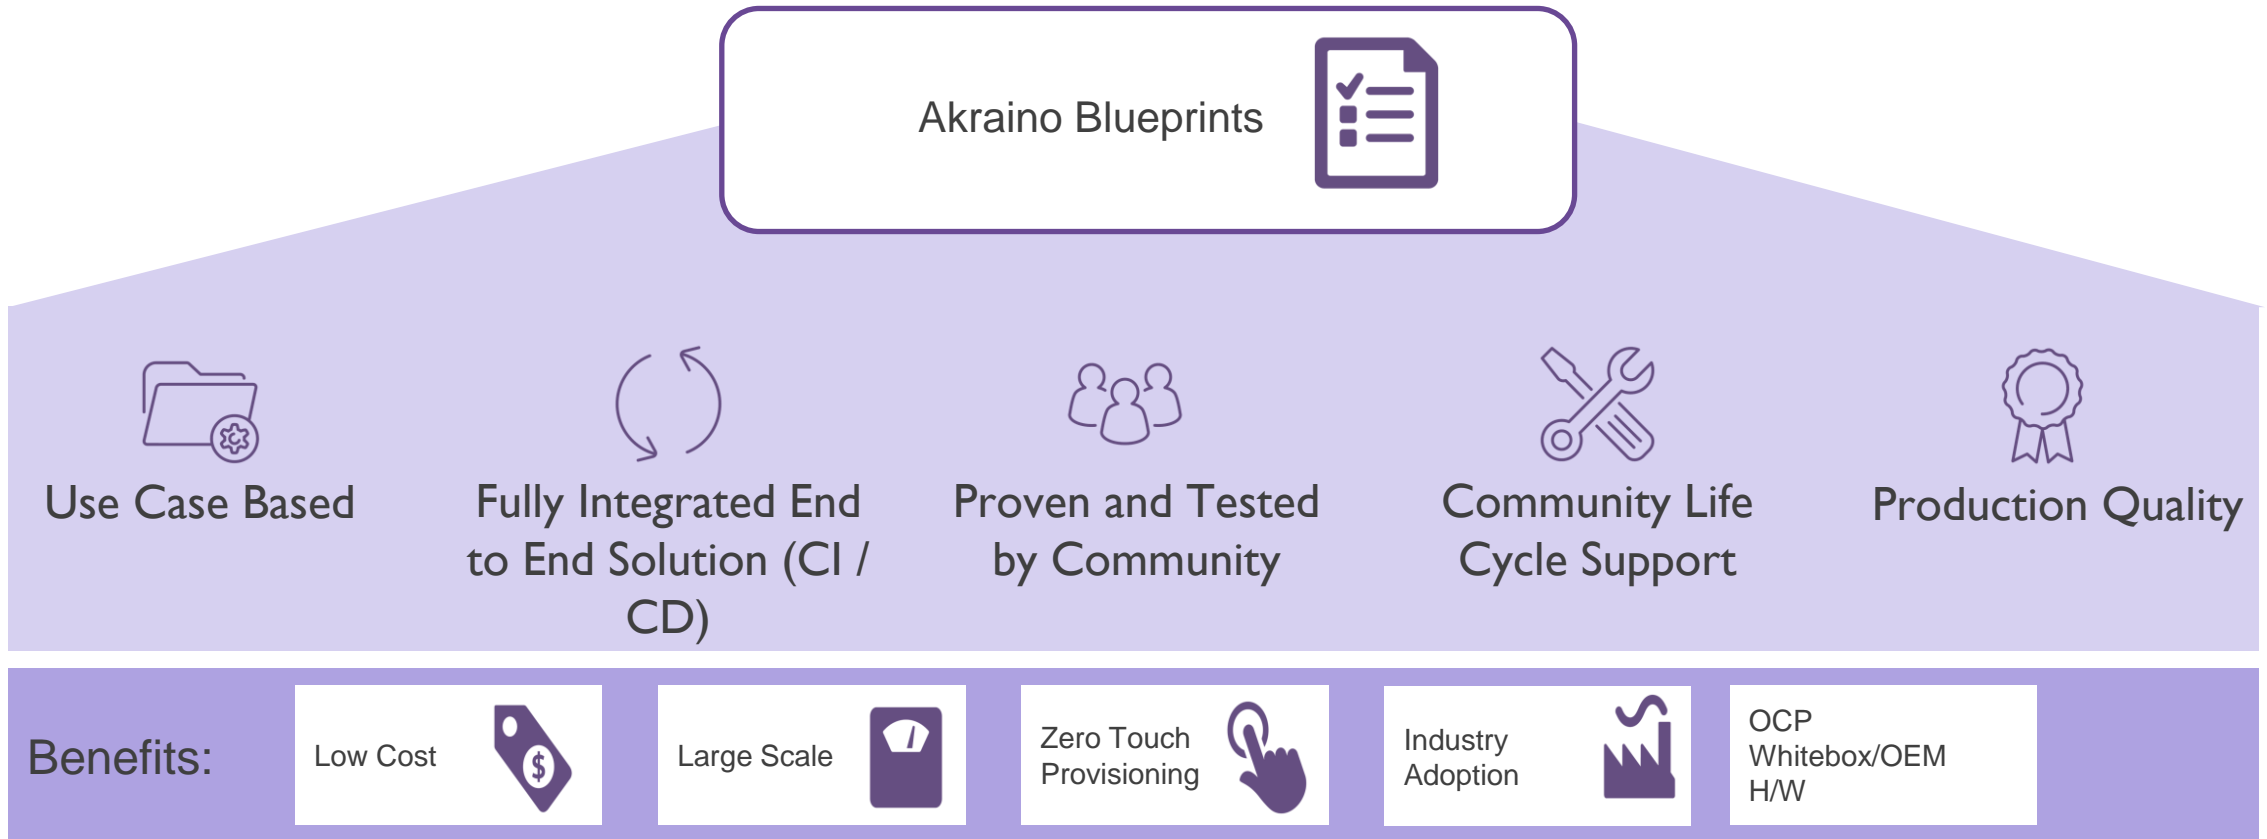 Akraino Blueprints
Use Case Based
Fully Integrated End
to End Solution (CI /
CD)
Proven and Tested
by Community
Community Life
Cycle Support
Production Quality
Benefits:
Low Cost
$
Large Scale
Zero Touch
Provisioning
Industry
Adoption
OCP
Whitebox/OEM
H/W